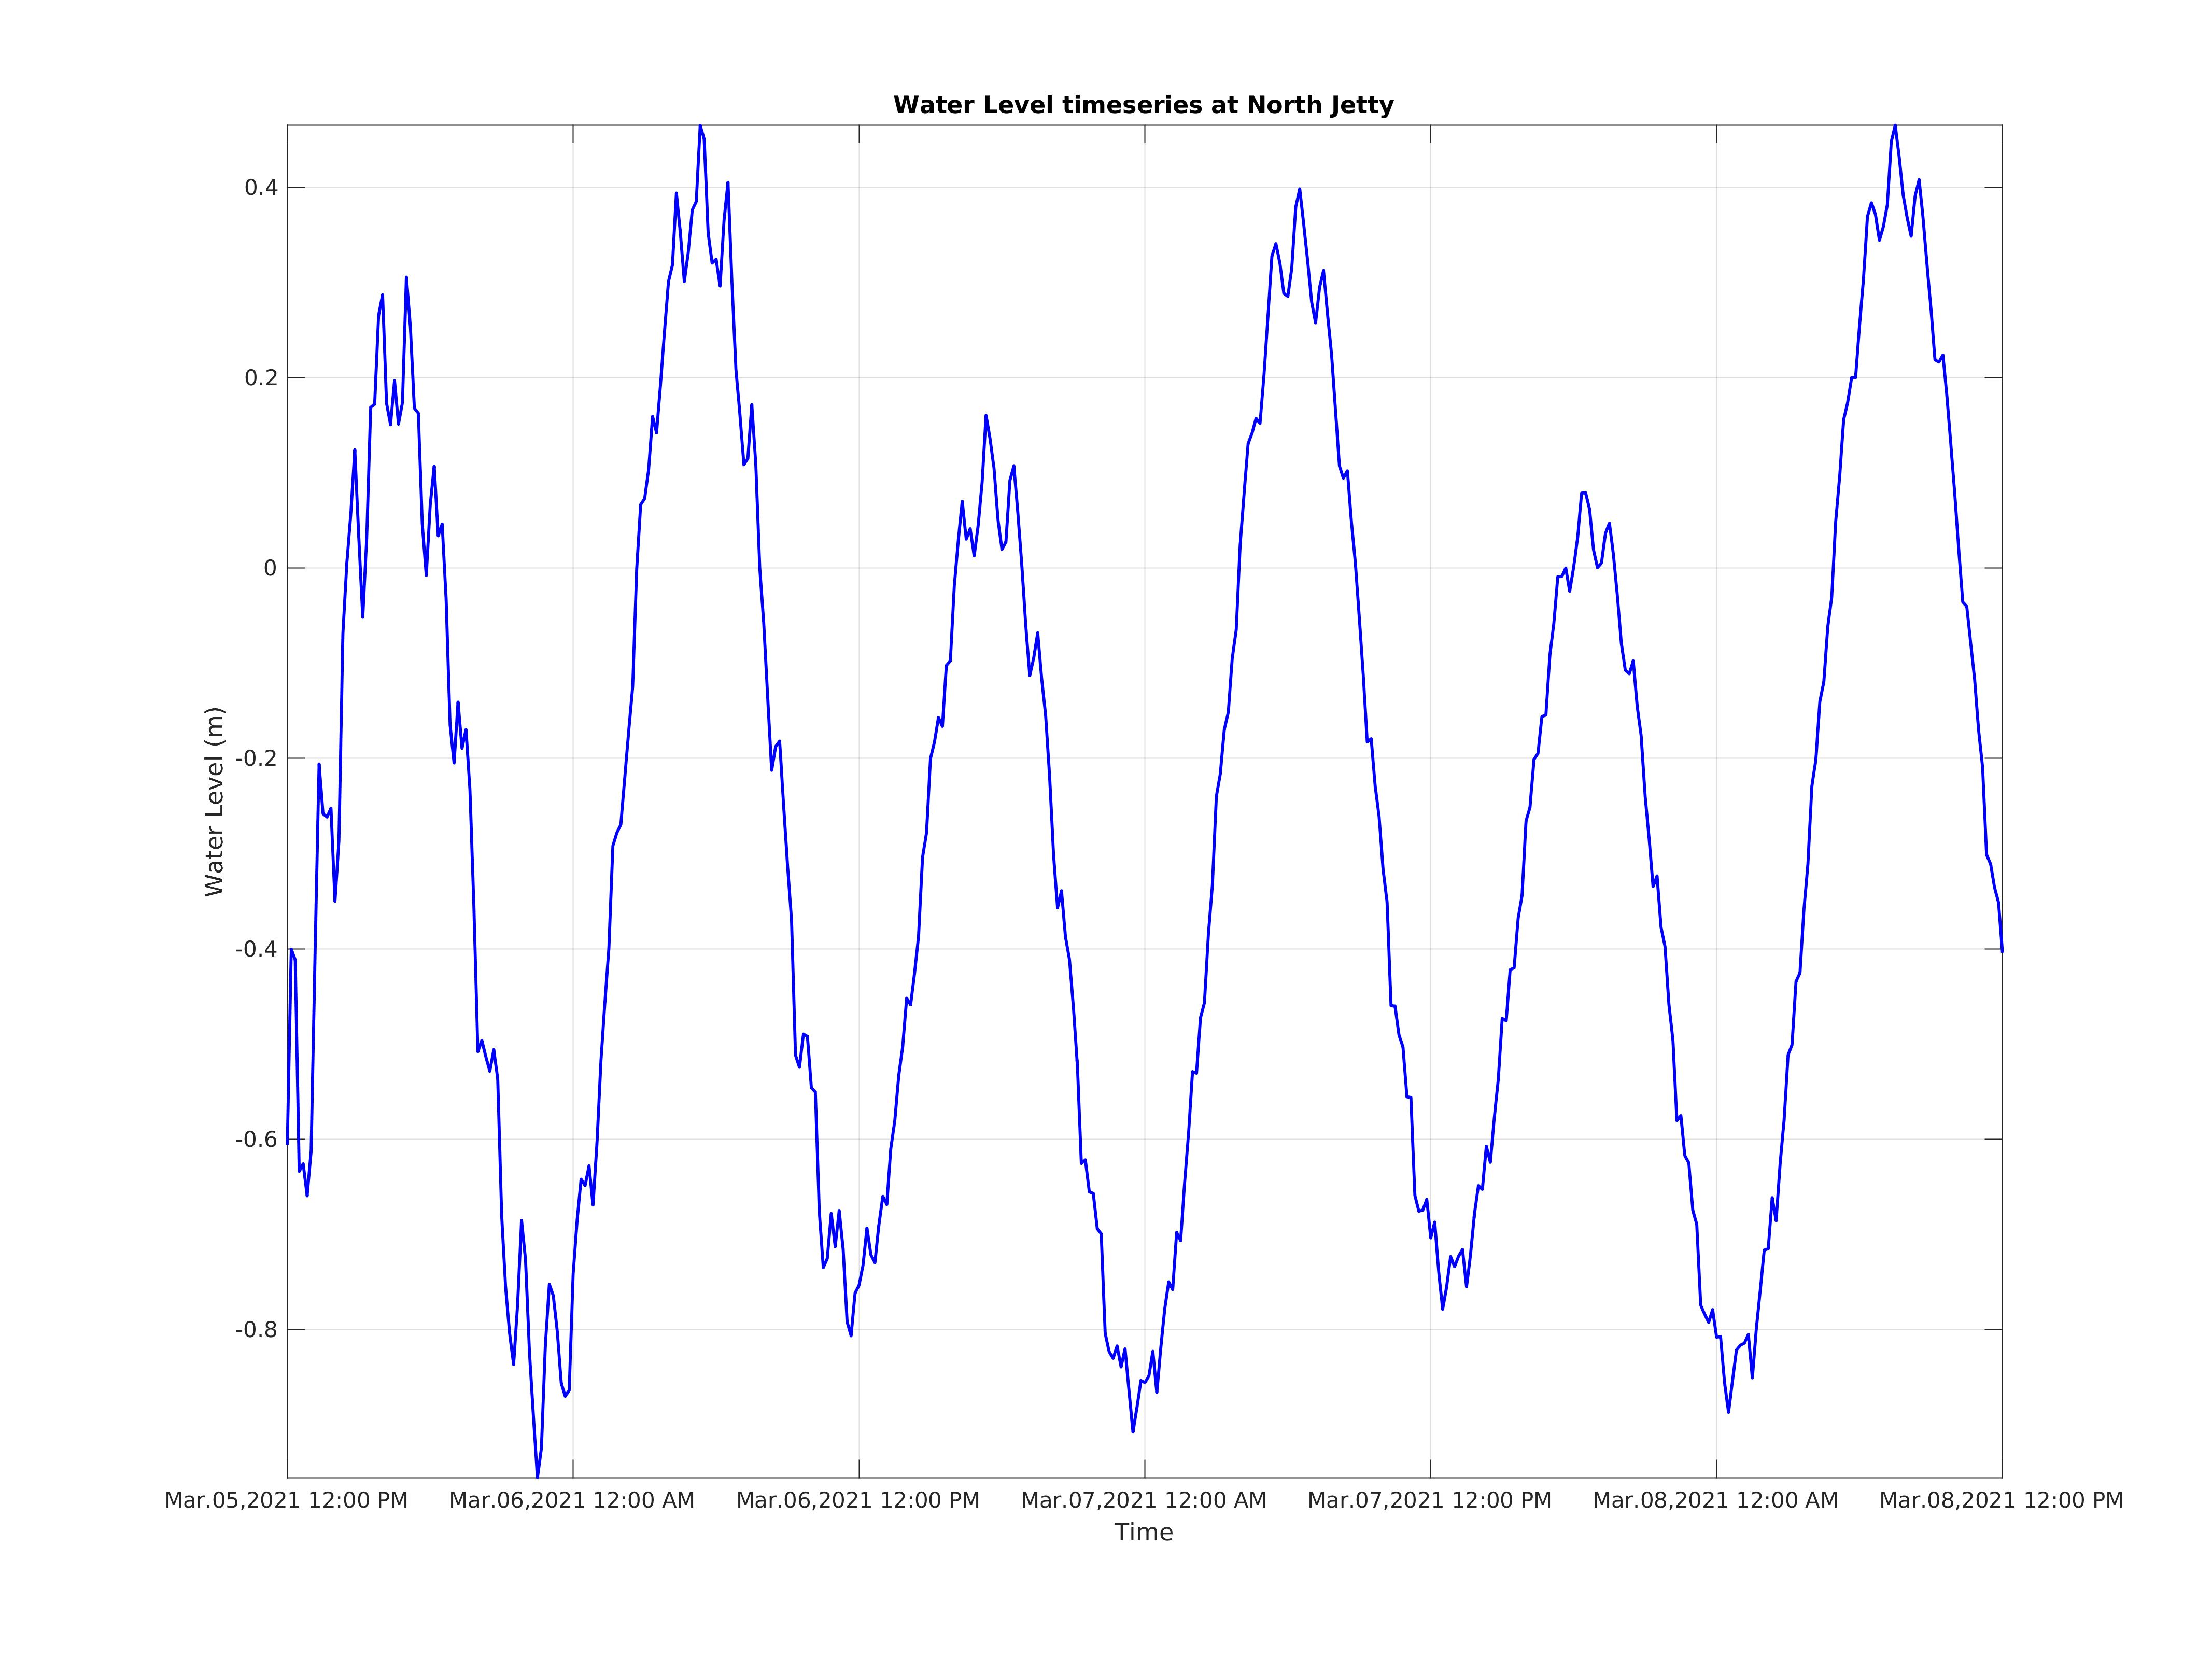 Water Level timeseries at North Jetty
0.4
0.2
0
-0.2
-0.4
-0.6
-0.8
Water Level (m)
Mar.05,2021 12:00 PM Mar.06,2021 12:00 AM Mar.06,2021 12:00 PM Mar.07,2021 12:00 AM Mar.07,2021 12:00 PM Mar.08,2021 12:00 AM Mar.08,2021 12:00 PM
Time